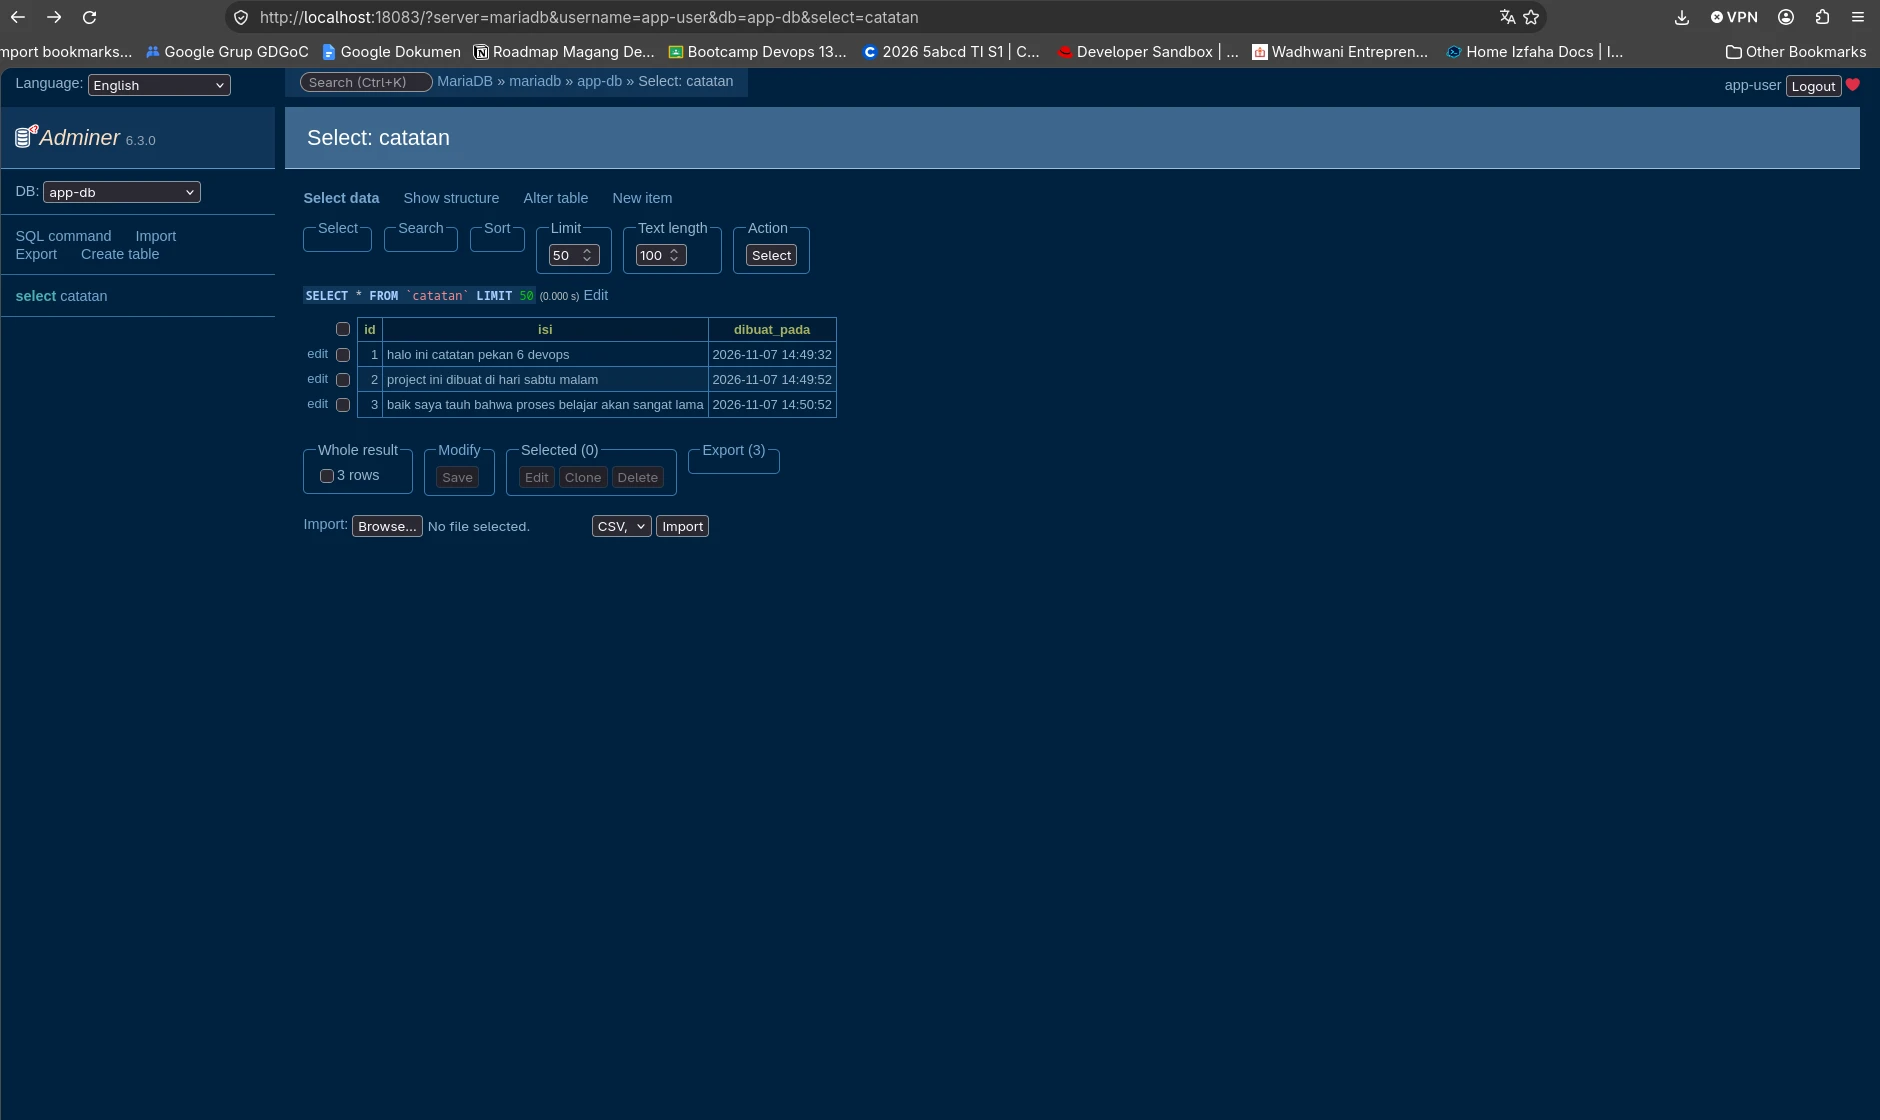 http://localhost:18083/?server=mariadb&username=app-user&db=app-db&select=catatan
VPN
mport bookmarks... Google Grup GDGoC Google Dokumen Roadmap Magang De... Bootcamp Devops 13... 2026 5abcd TI S1 | C... Developer Sandbox | ... Wadhwani Entrepren... Home Izfaha Docs | I... Other Bookmarks
Language: English
Search (Ctrl+K) MariaDB » mariadb » app-db » Select: catatan
app-user Logout
Adminer 6.3.0
Select: catatan
DB: app-db
SQL command Import
Export Create table
select catatan
Select data Show structure Alter table New item
Select Search Sort Limit Text length Action
50 100 Select
SELECT * FROM `catatan` LIMIT 50 (0.000 s) Edit
id isi dibuat_pada
edit 1 halo ini catatan pekan 6 devops 2026-11-07 14:49:32
edit 2 project ini dibuat di hari sabtu malam 2026-11-07 14:49:52
edit 3 baik saya tauh bahwa proses belajar akan sangat lama 2026-11-07 14:50:52
Whole result Modify Selected (0) Export (3)
3 rows Save Edit Clone Delete
Import: Browse... No file selected. CSV, Import